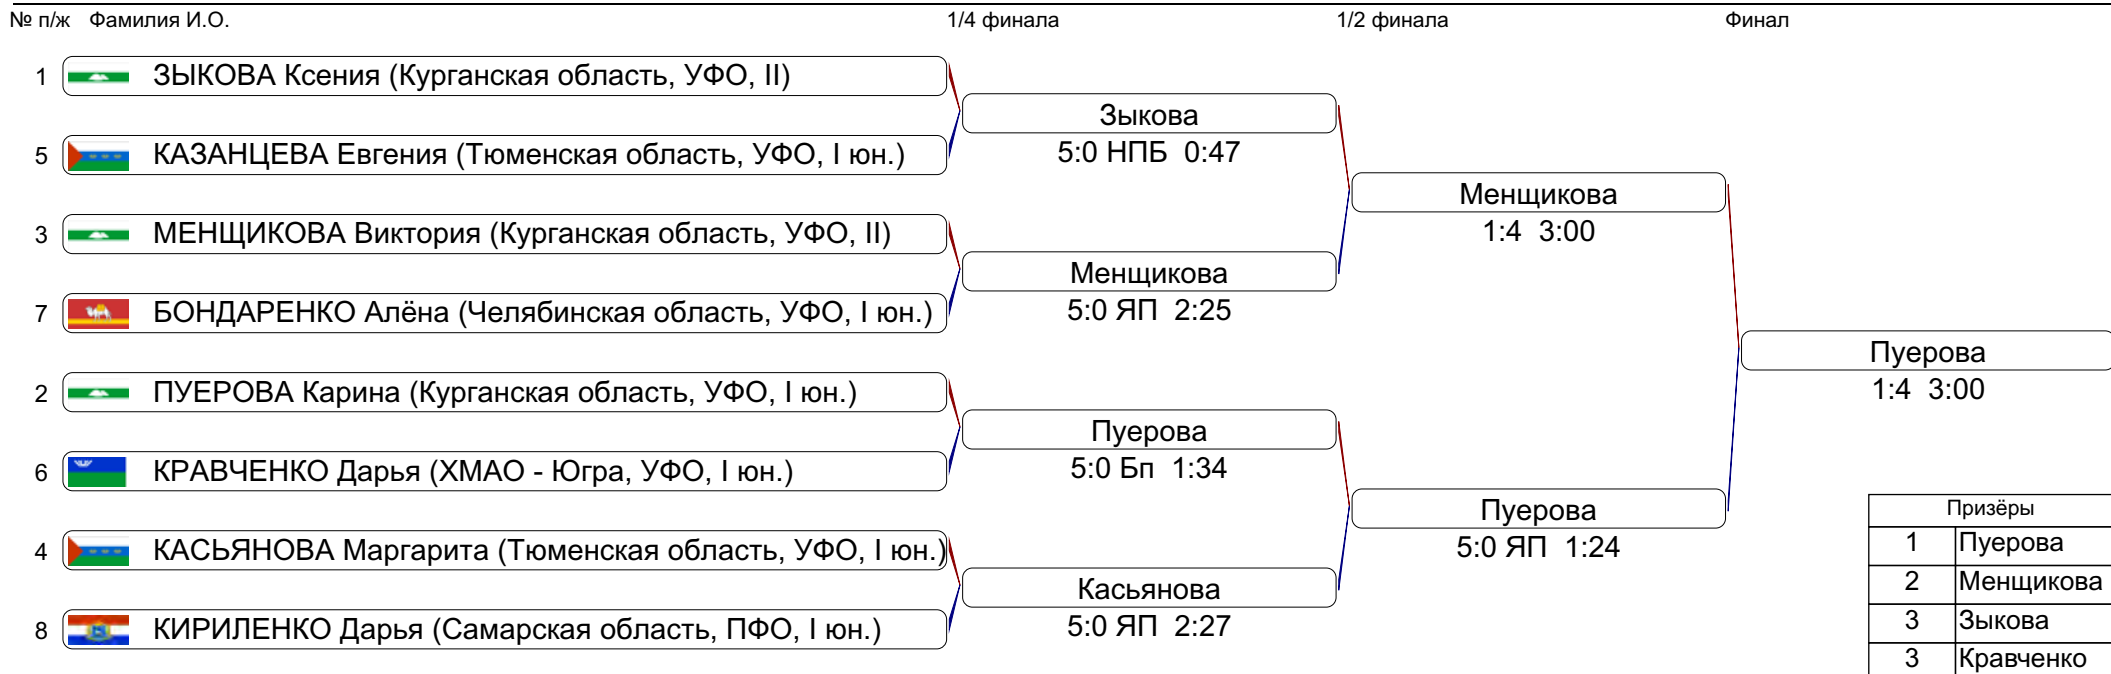 № п/ж Фамилия И.О. 1/4 финала 1/2 финала Финал
1 ЗЫКОВА Ксения (Курганская область, УФО, II)
Зыкова
5:0 НПБ 0:47
5 КАЗАНЦЕВА Евгения (Тюменская область, УФО, I юн.)
Менщикова
1:4 3:00
3 МЕНЩИКОВА Виктория (Курганская область, УФО, II)
Менщикова
5:0 ЯП 2:25
7 БОНДАРЕНКО Алёна (Челябинская область, УФО, I юн.)
Пуерова
1:4 3:00
2 ПУЕРОВА Карина (Курганская область, УФО, I юн.)
Пуерова
5:0 Бп 1:34
6 КРАВЧЕНКО Дарья (ХМАО - Югра, УФО, I юн.)
Пуерова
5:0 ЯП 1:24
4 КАСЬЯНОВА Маргарита (Тюменская область, УФО, I юн.)
Касьянова
5:0 ЯП 2:27
8 КИРИЛЕНКО Дарья (Самарская область, ПФО, I юн.)
Призёры
1 Пуерова
2 Менщикова
3 Зыкова
3 Кравченко